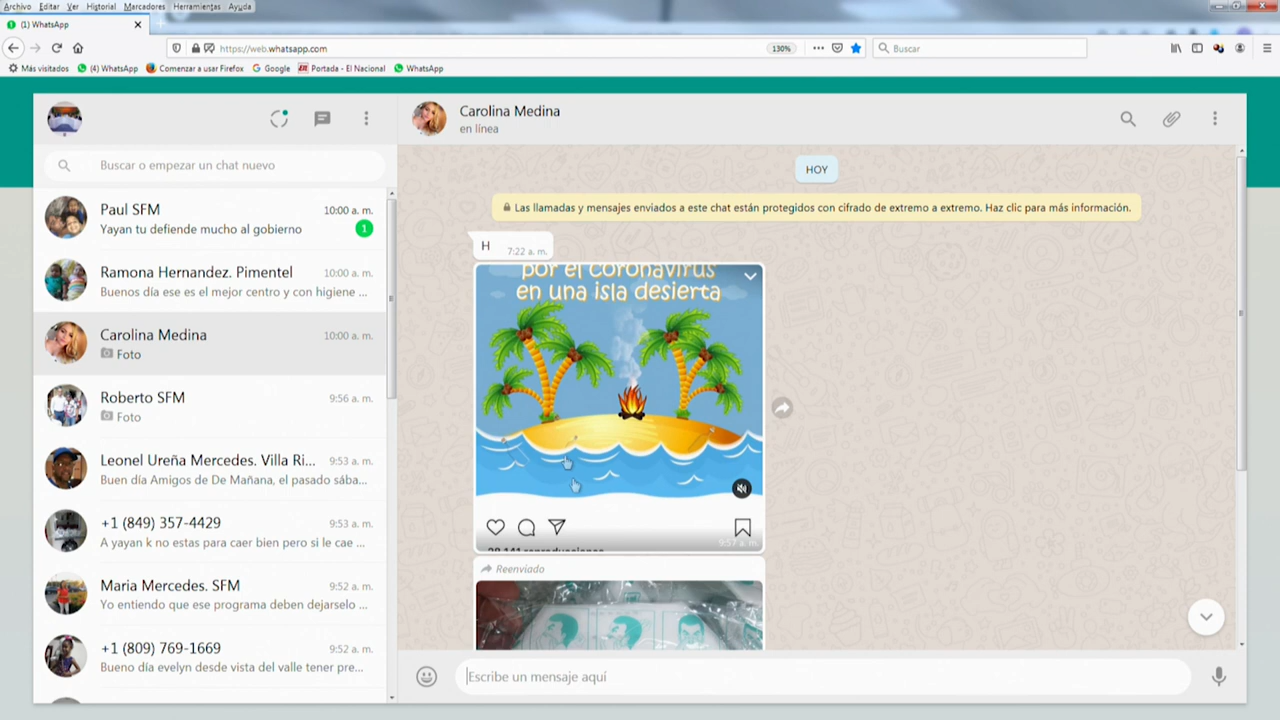 Archivo Editar Ver Historial Marcadores Herramientas Ayuda
(1) WhatsApp
https://web.whatsapp.com
130%
Buscar
Más visitados
(4) WhatsApp
Comenzar a usar Firefox
Google
Portada - El Nacional
WhatsApp
Buscar o empezar un chat nuevo
Paul SFM
10:00 a. m.
Yayan tu defiende mucho al gobierno
1
Ramona Hernandez. Pimentel
10:00 a. m.
Buenos día ese es el mejor centro y con higiene ...
Carolina Medina
10:00 a. m.
Foto
Roberto SFM
9:56 a. m.
Foto
Leonel Ureña Mercedes. Villa Ri...
9:53 a. m.
Buen día Amigos de De Mañana, el pasado sába...
+1 (849) 357-4429
9:53 a. m.
A yayan k no estas para caer bien pero si le cae ...
Maria Mercedes. SFM
9:52 a. m.
Yo entiendo que ese programa deben dejarselo ...
+1 (809) 769-1669
9:52 a. m.
Bueno día evelyn desde vista del valle tener pre...
Carolina Medina
en línea
HOY
Las llamadas y mensajes enviados a este chat están protegidos con cifrado de extremo a extremo. Haz clic para más información.
H
7:22 a. m.
por el coronavirus
en una isla desierta
28.141 reproducciones
9:57 a. m.
Reenviado
Escribe un mensaje aquí